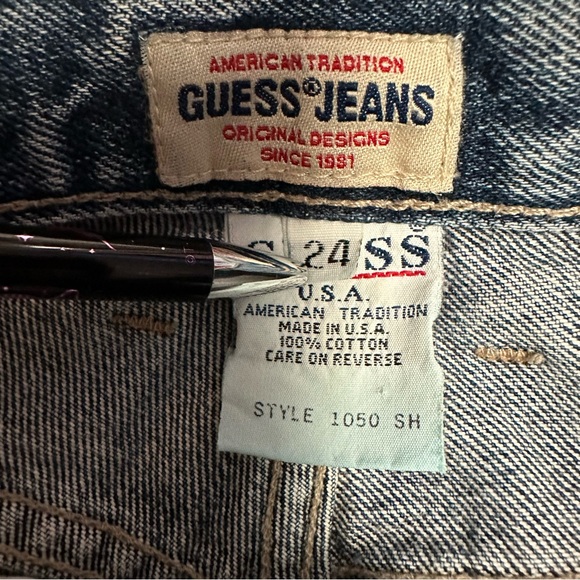 AMERICAN TRADITION
GUESS® JEANS
ORIGINAL DESIGNS
SINCE 1981
24
SS®
U.S.A.
AMERICAN TRADITION
MADE IN U.S.A.
100% COTTON
CARE ON REVERSE
STYLE 1050 SH